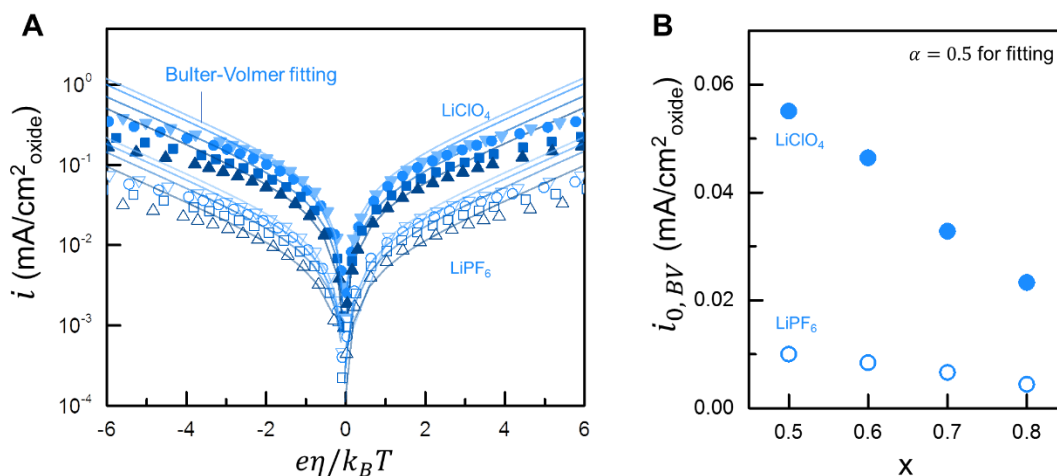 A
Bulter-Volmer fitting
LiClO₄
LiPF₆
i (mA/cm²oxide)
10⁰
10⁻¹
10⁻²
10⁻³
10⁻⁴
-6 -4 -2 0 2 4 6
eη/k_BT
B
α = 0.5 for fitting
LiClO₄
LiPF₆
i₀,BV (mA/cm²oxide)
0.06
0.04
0.02
0.00
0.5 0.6 0.7 0.8
x